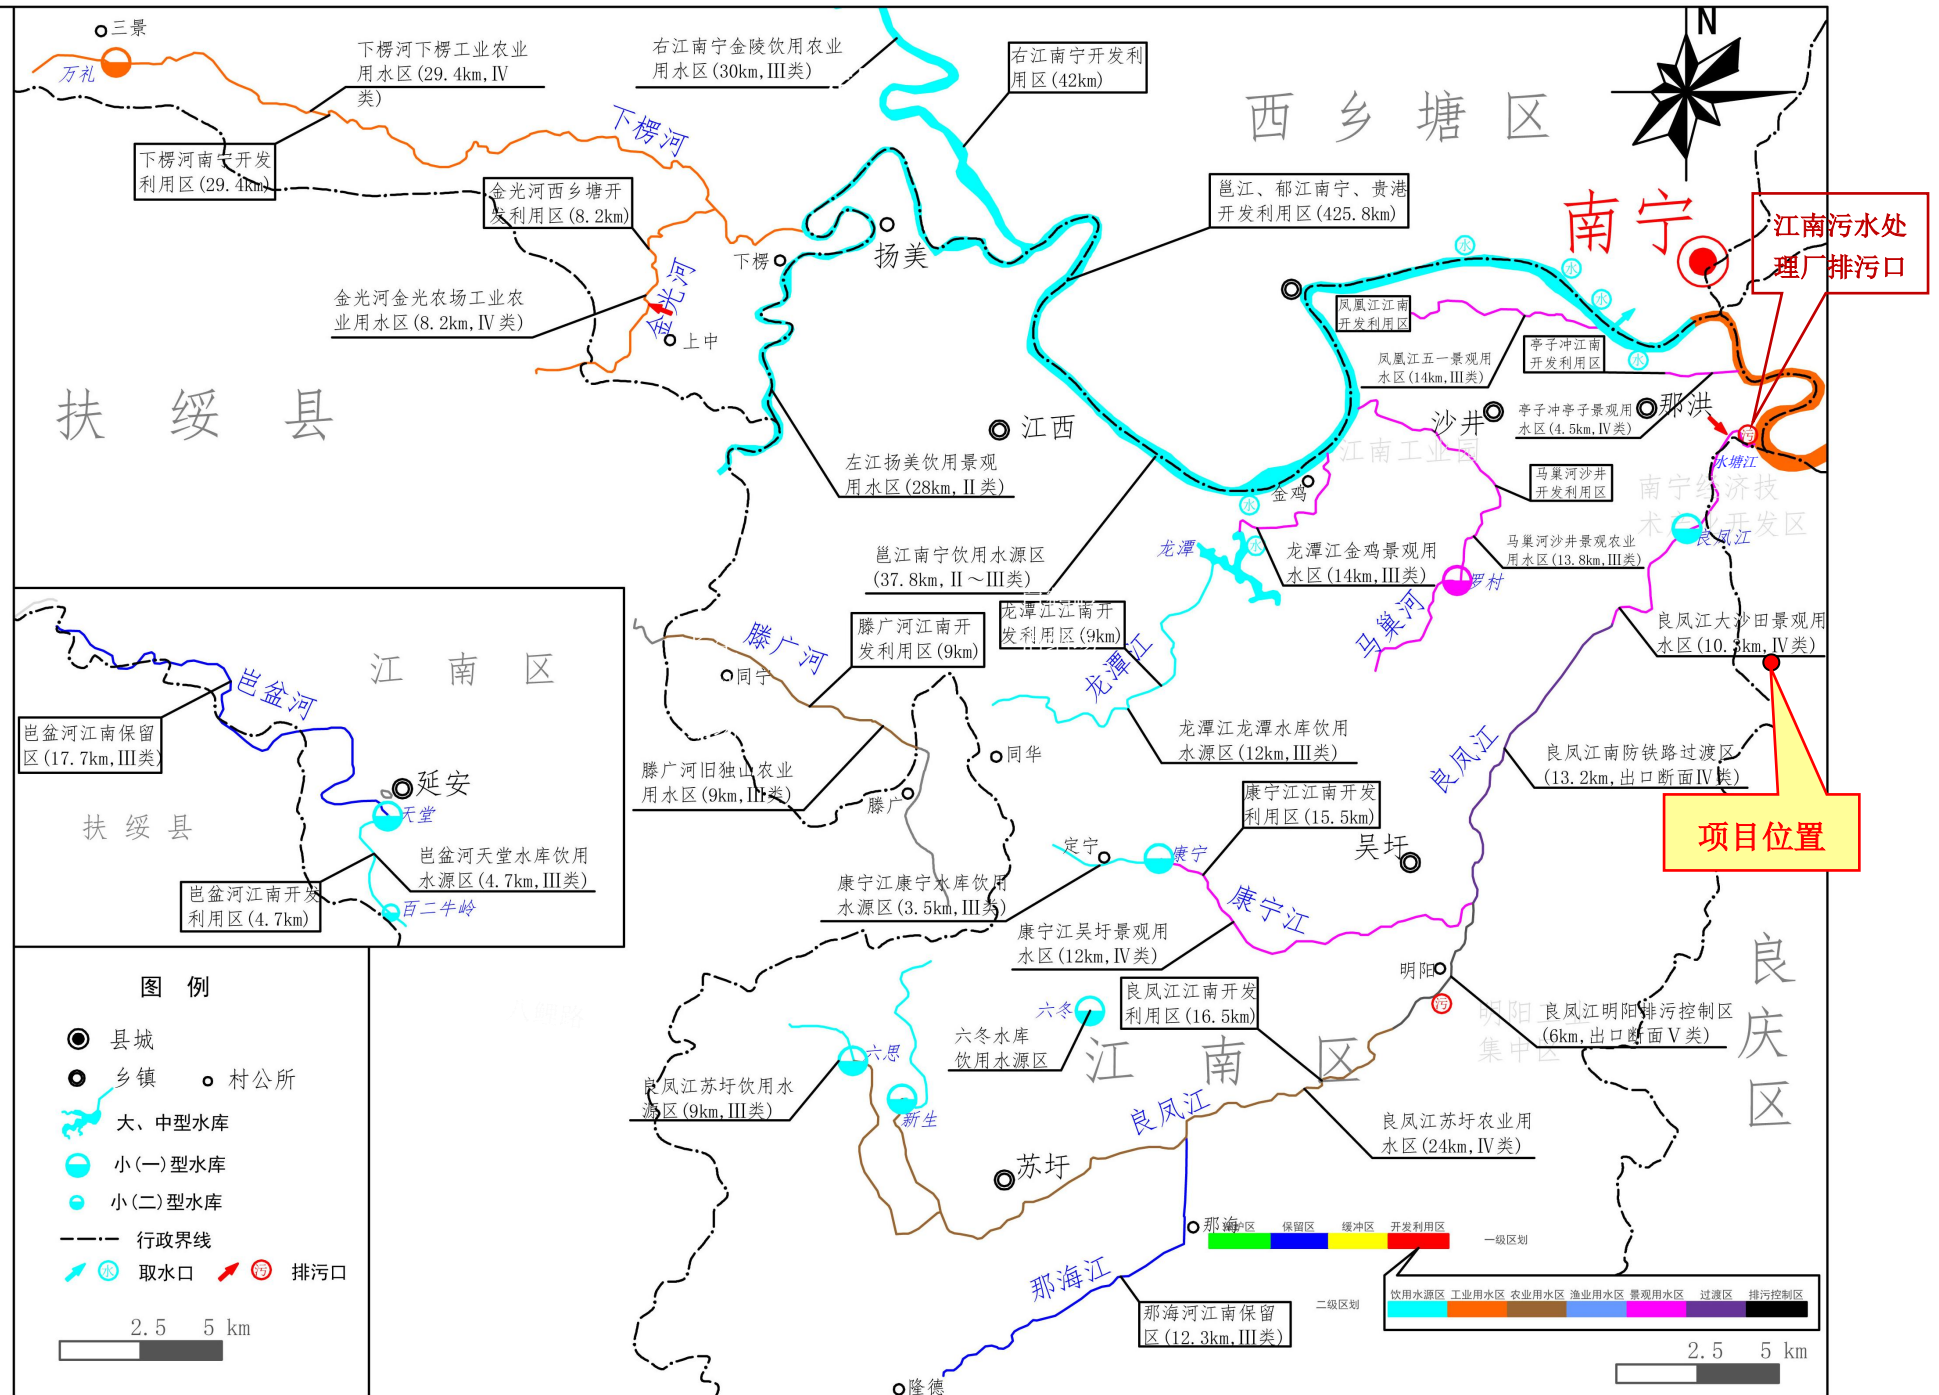 三景
万礼
下楞河下楞工业农业
用水区(29.4km,Ⅳ
类)
右江南宁金陵饮用农业
用水区(30km,Ⅲ类)
右江南宁开发利
用区(42km)
N
西乡塘区
下楞河
下楞河南宁开发
利用区(29.4km)
金光河西乡塘开
发利用区(8.2km)
邕江、郁江南宁、贵港
开发利用区(425.8km)
南宁
江南污水处
理厂排污口
扬美
下楞
金光河
金光河金光农场工业农
业用水区(8.2km,Ⅳ类)
上中
水
水
水
水
凤凰江江南
开发利用区
凤凰江五一景观用
水区(14km,Ⅲ类)
亭子冲江南
开发利用区
亭子冲亭子景观用
水区(4.5km,Ⅳ类)
扶绥县
江西
沙井
那洪
江南工业园
污
水塘江
左江扬美饮用景观
用水区(28km,Ⅱ类)
金鸡
水
马巢河沙井
开发利用区
南宁经济技
术产业开发区
良凤江
邕江南宁饮用水源区
(37.8km,Ⅱ～Ⅲ类)
龙潭
水
龙潭江金鸡景观用
水区(14km,Ⅲ类)
马巢河沙井景观农业
用水区(13.8km,Ⅲ类)
罗村
马巢河
龙潭江江南开
发利用区(9km)
龙潭江
滕广河
滕广河江南开
发利用区(9km)
同宁
良凤江大沙田景观用
水区(10.3km,Ⅳ类)
江南区
岜盆河
岜盆河江南保留
区(17.7km,Ⅲ类)
延安
天堂
扶绥县
岜盆河天堂水库饮用
水源区(4.7km,Ⅲ类)
岜盆河江南开发
利用区(4.7km)
百二牛岭
同华
龙潭江龙潭水库饮用
水源区(12km,Ⅲ类)
滕广河旧独山农业
用水区(9km,Ⅲ类)
滕广
良凤江
良凤江南防铁路过渡区
(13.2km,出口断面Ⅳ类)
项目位置
康宁江江南开发
利用区(15.5km)
定宁
康宁
吴圩
康宁江康宁水库饮用
水源区(3.5km,Ⅲ类)
康宁江
康宁江吴圩景观用
水区(12km,Ⅳ类)
明阳
污
良凤江江南开发
利用区(16.5km)
良凤江明阳排污控制区
(6km,出口断面Ⅴ类)
明阳工业
集中区
良庆区
六冬
六冬水库
饮用水源区
江南区
六思
良凤江苏圩饮用水
源区(9km,Ⅲ类)
新生
良凤江
良凤江苏圩农业用
水区(24km,Ⅳ类)
苏圩
那海
那海江
那海河江南保留
区(12.3km,Ⅲ类)
隆德
图 例
县城
乡镇
村公所
大、中型水库
小(一)型水库
小(二)型水库
行政界线
水
取水口
污
排污口
2.5 5 km
保留区 缓冲区 开发利用区
一级区划
二级区划
饮用水源区 工业用水区 农业用水区 渔业用水区 景观用水区 过渡区 排污控制区
2.5 5 km